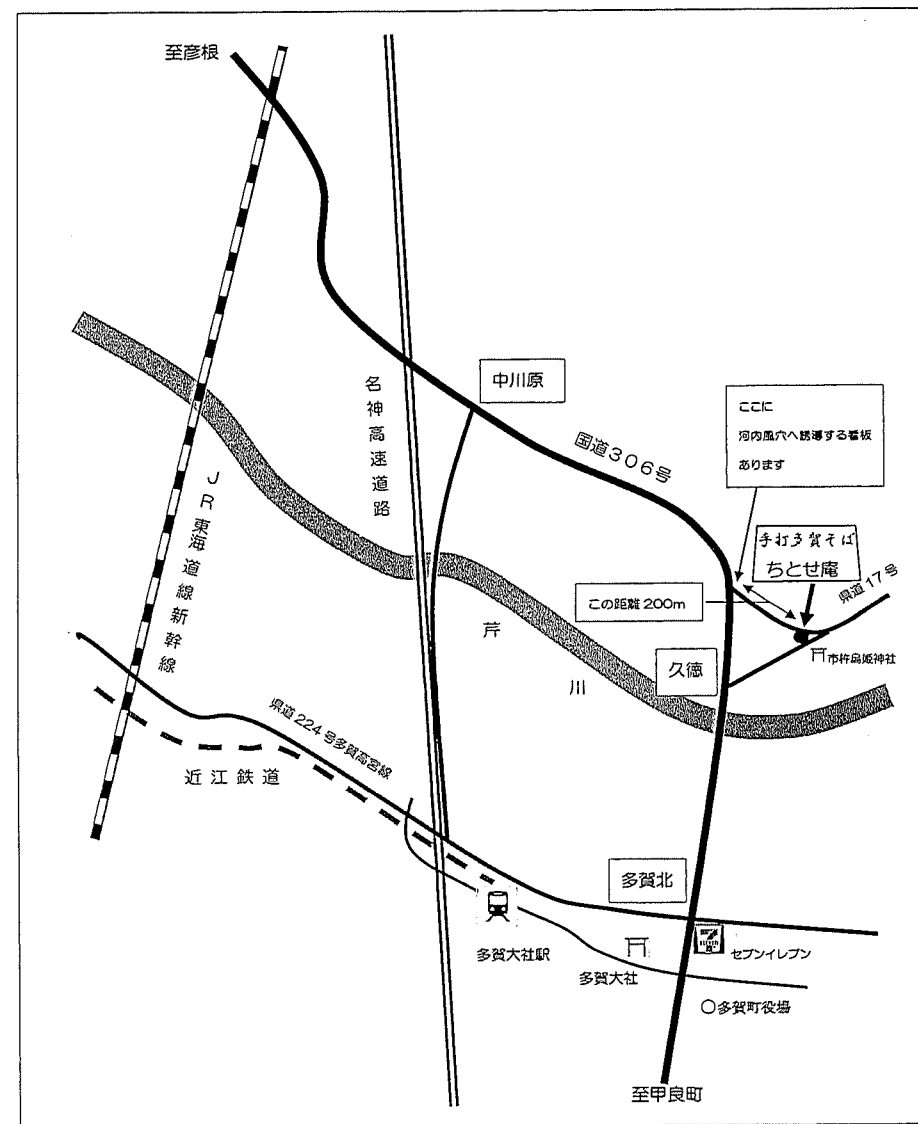 至彦根
中川原
名神高速道路
国道306号
ここに
河内風穴へ誘導する看板
あります
JR東海道線新幹線
手打多賀そば
ちとせ庵
県道17号
この距離200m
芹川
市杵島姫神社
久徳
県道224号多賀高宮線
近江鉄道
多賀北
セブンイレブン
多賀大社駅
多賀大社
○多賀町役場
至甲良町